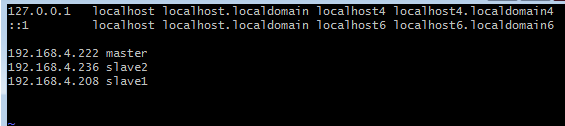 127.0.0.1   localhost localhost.localdomain localhost4 localhost4.localdomain4
::1         localhost localhost.localdomain localhost6 localhost6.localdomain6
192.168.4.222 master
192.168.4.236 slave2
192.168.4.208 slave1
~